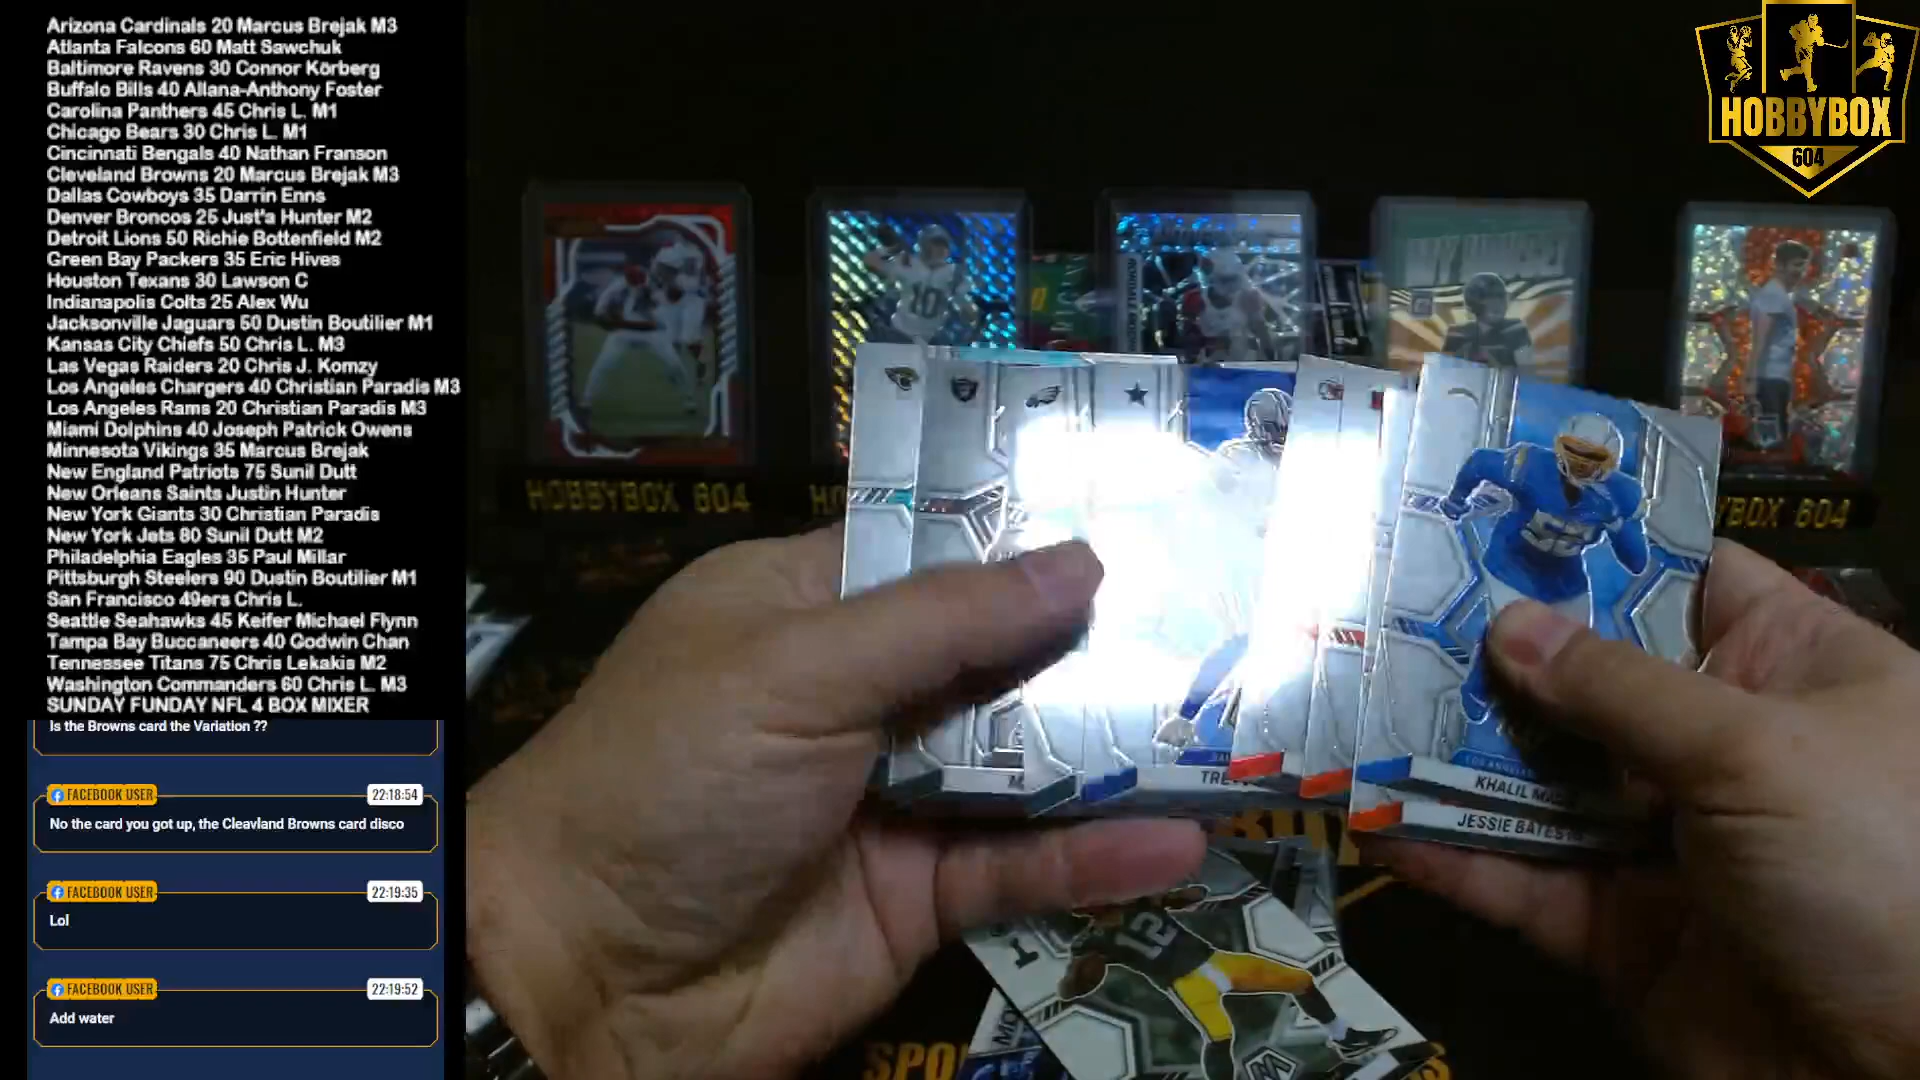 Arizona Cardinals 20 Marcus Brejak M3
Atlanta Falcons 60 Matt Sawchuk
Baltimore Ravens 30 Connor Körberg
Buffalo Bills 40 Allana-Anthony Foster
Carolina Panthers 45 Chris L. M1
Chicago Bears 30 Chris L. M1
Cincinnati Bengals 40 Nathan Franson
Cleveland Browns 20 Marcus Brejak M3
Dallas Cowboys 35 Darrin Enns
Denver Broncos 25 Just'a Hunter M2
Detroit Lions 50 Richie Bottenfield M2
Green Bay Packers 35 Eric Hives
Houston Texans 30 Lawson C
Indianapolis Colts 25 Alex Wu
Jacksonville Jaguars 50 Dustin Boutilier M1
Kansas City Chiefs 50 Chris L. M3
Las Vegas Raiders 20 Chris J. Komzy
Los Angeles Chargers 40 Christian Paradis M3
Los Angeles Rams 20 Christian Paradis M3
Miami Dolphins 40 Joseph Patrick Owens
Minnesota Vikings 35 Marcus Brejak
New England Patriots 75 Sunil Dutt
New Orleans Saints Justin Hunter
New York Giants 30 Christian Paradis
New York Jets 80 Sunil Dutt M2
Philadelphia Eagles 35 Paul Millar
Pittsburgh Steelers 90 Dustin Boutilier M1
San Francisco 49ers Chris L.
Seattle Seahawks 45 Keifer Michael Flynn
Tampa Bay Buccaneers 40 Godwin Chan
Tennessee Titans 75 Chris Lekakis M2
Washington Commanders 60 Chris L. M3
SUNDAY FUNDAY NFL 4 BOX MIXER
Is the Browns card the Variation ??
FACEBOOK USER 22:18:54
No the card you got up, the Cleavland Browns card disco
FACEBOOK USER 22:19:35
Lol
FACEBOOK USER 22:19:52
Add water
HOBBYBOX
604
HOBBYBOX 604
YBOX 604
10
52
KHALIL
JESSIE BATES
12